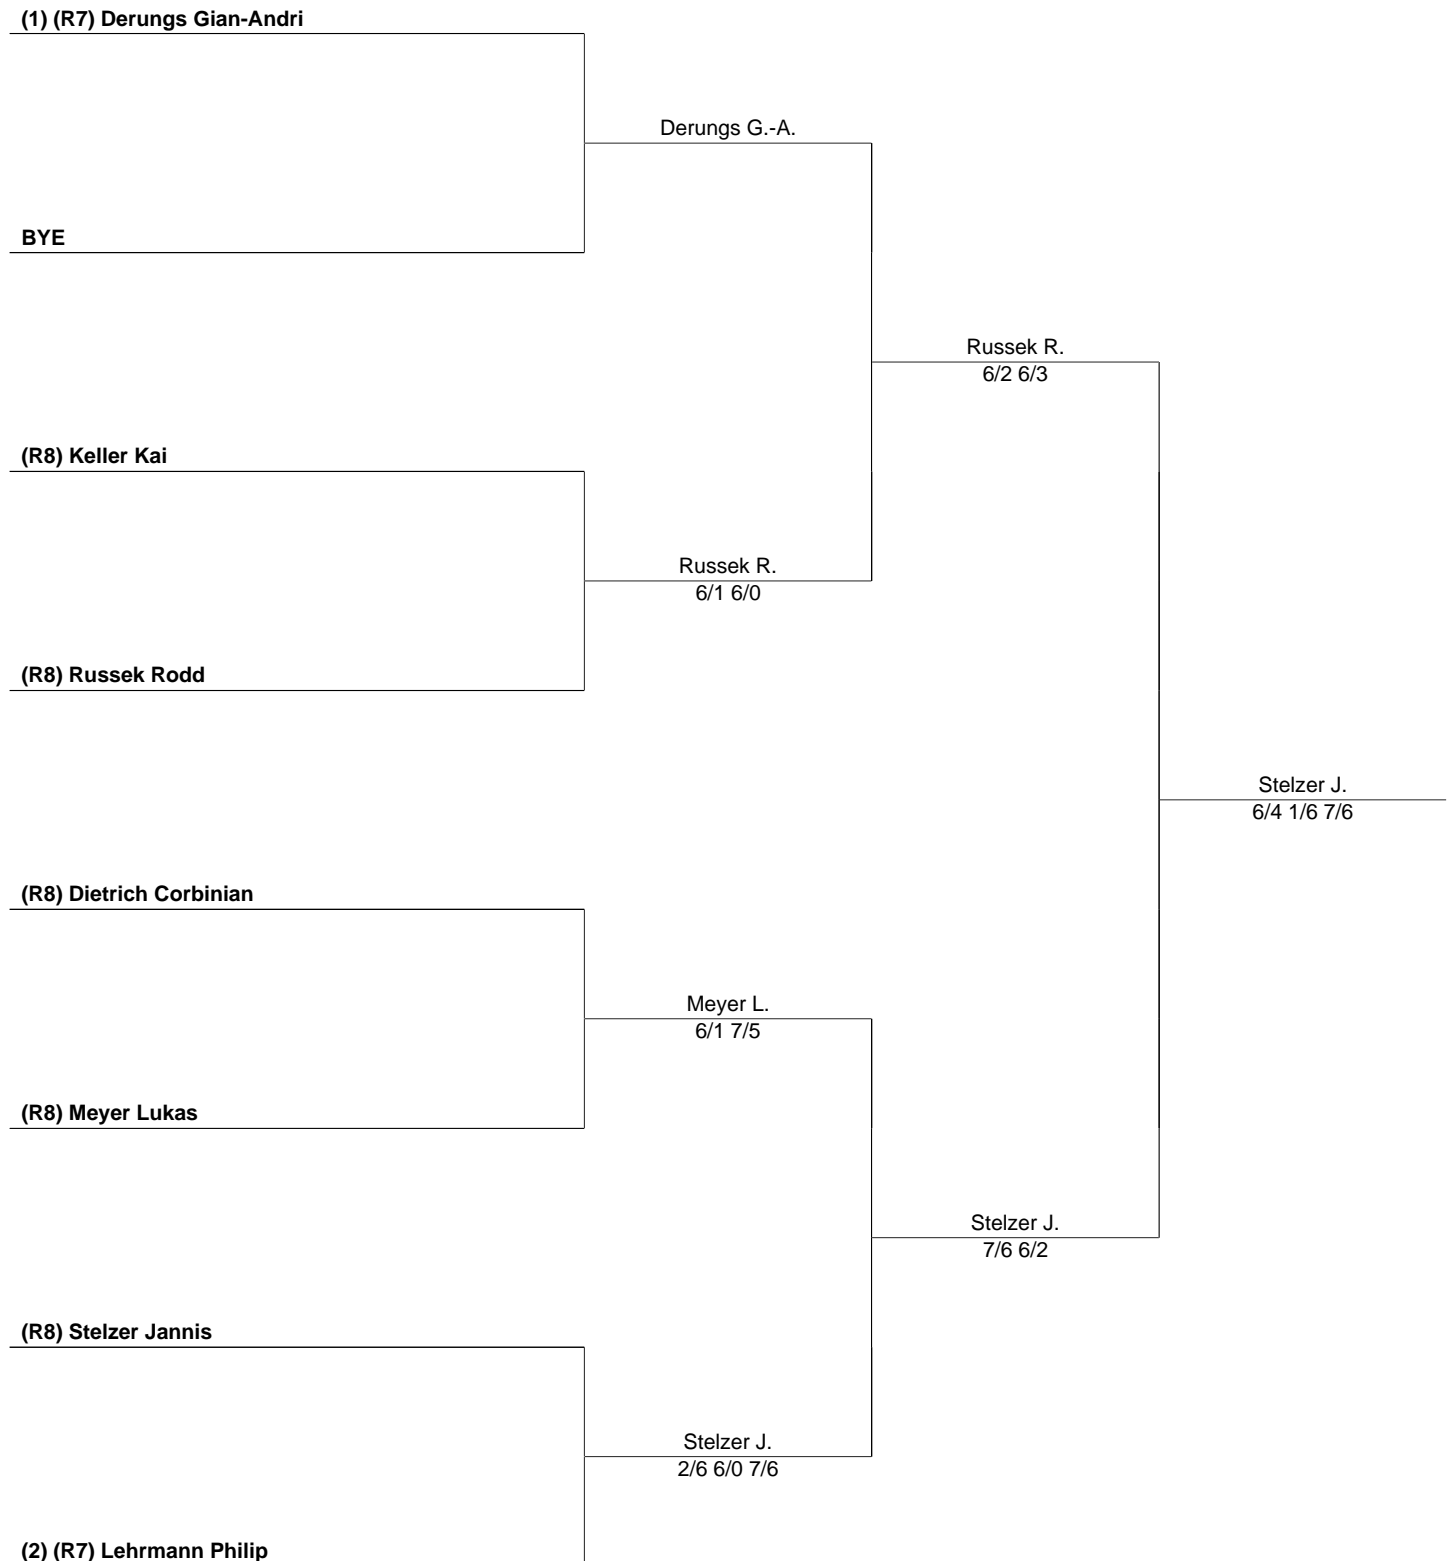 (1) (R7) Derungs Gian-Andri
Derungs G.-A.
BYE
Russek R.
6/2 6/3
(R8) Keller Kai
Russek R.
6/1 6/0
(R8) Russek Rodd
Stelzer J.
6/4 1/6 7/6
(R8) Dietrich Corbinian
Meyer L.
6/1 7/5
(R8) Meyer Lukas
Stelzer J.
7/6 6/2
(R8) Stelzer Jannis
Stelzer J.
2/6 6/0 7/6
(2) (R7) Lehrmann Philip